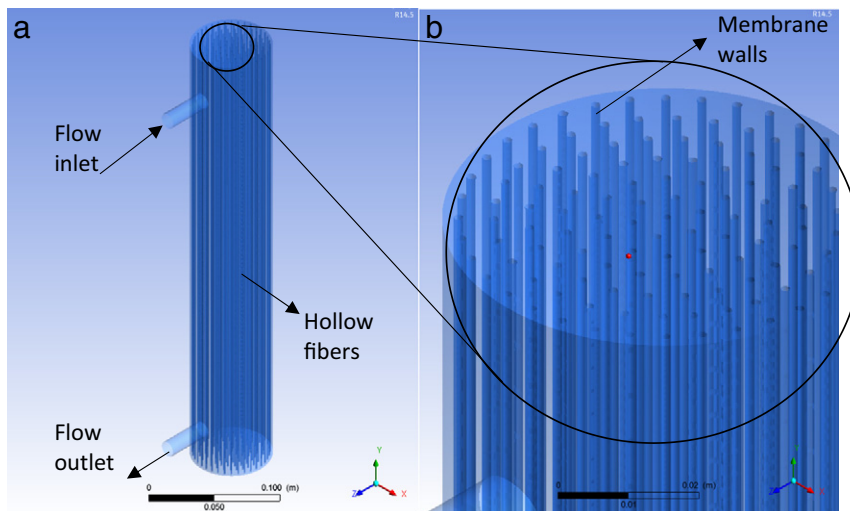 a
R14.5
Flow
inlet
Hollow
fibers
Flow
outlet
Y
Z
X
0
0.100 (m)
0.050
b
R14.5
Membrane
walls
Y
Z
X
0
0.02 (m)
0.01